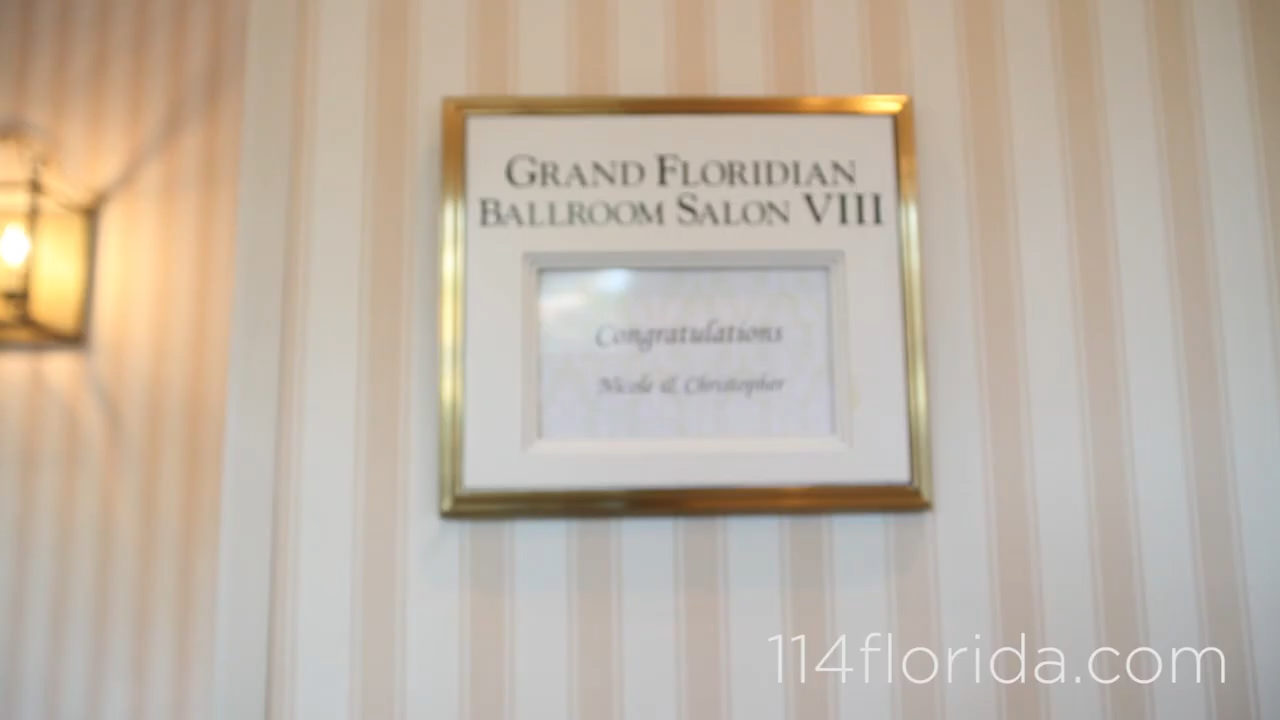 GRAND FLORIDIAN
BALLROOM SALON VIII
Congratulations
Nicole & Christopher
114florida.com